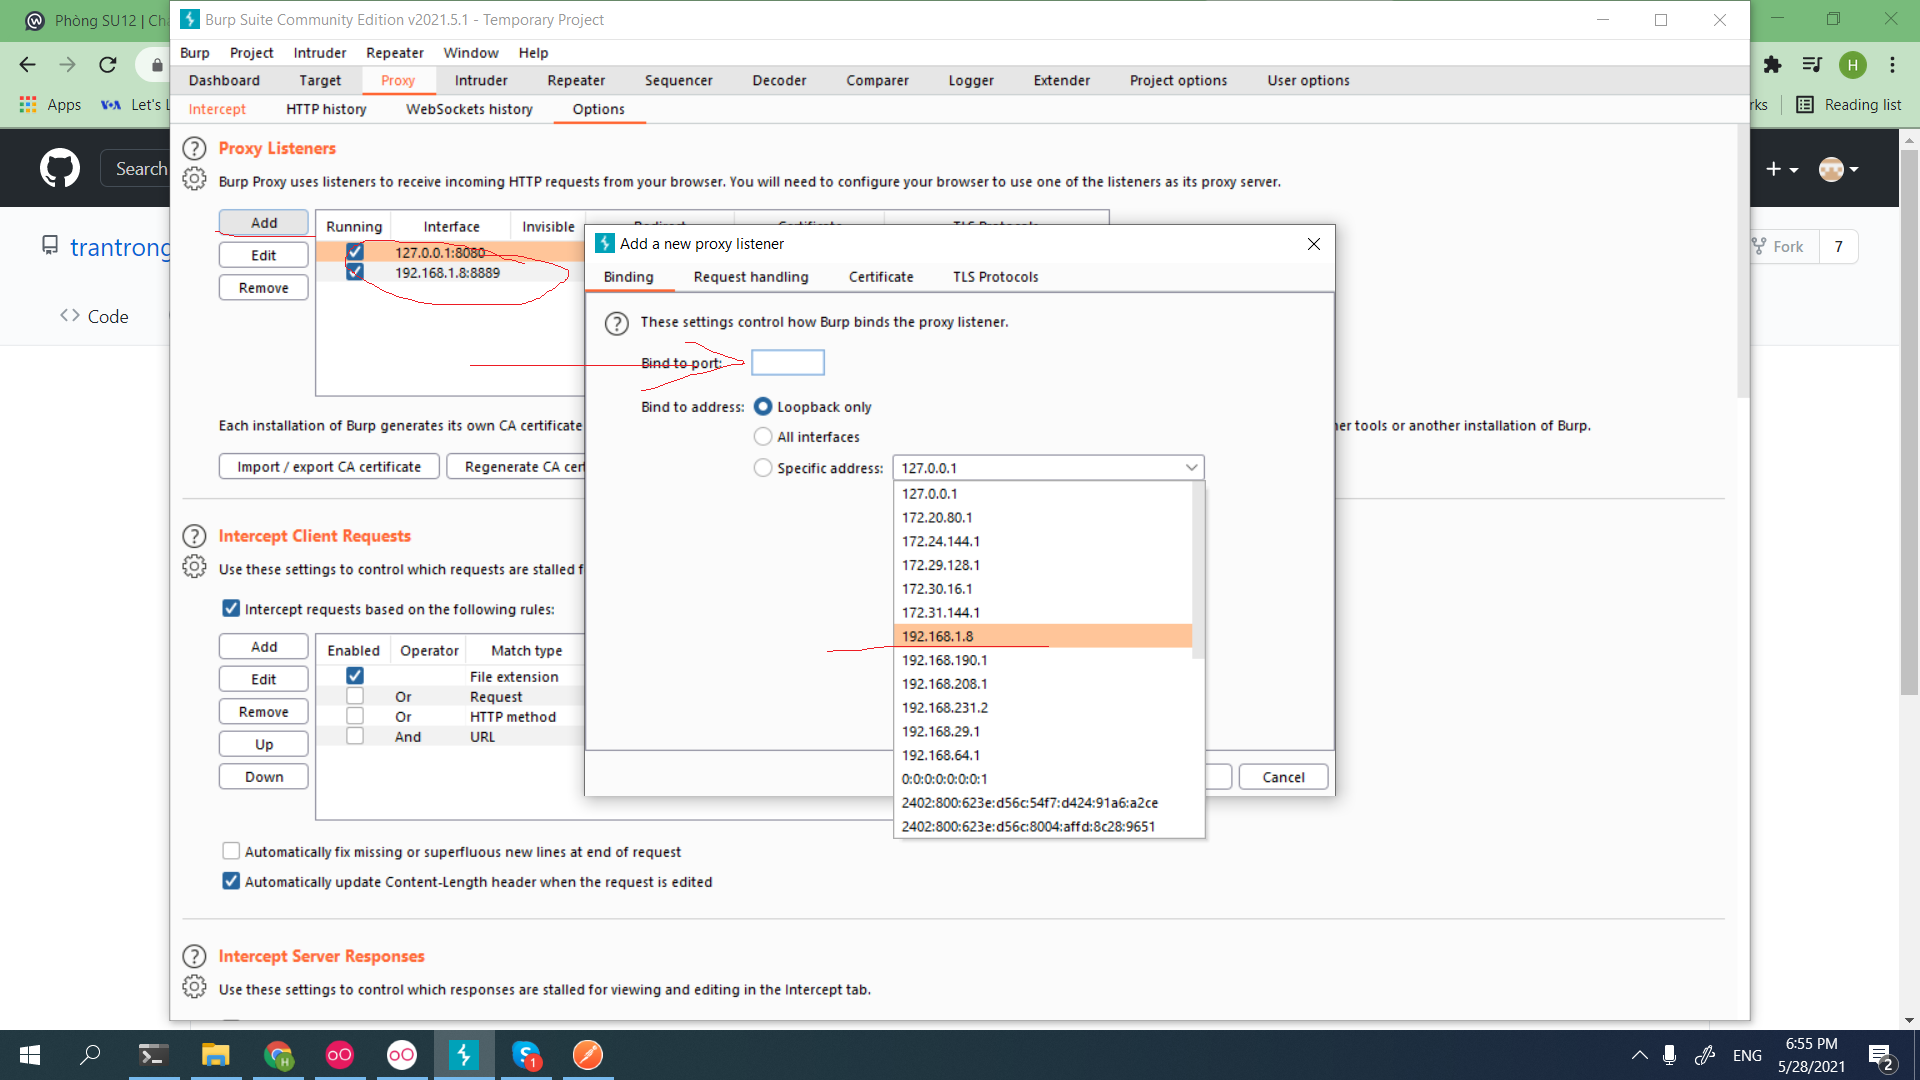 Phòng SU12 | Ch
Burp Suite Community Edition v2021.5.1 - Temporary Project
Burp Project Intruder Repeater Window Help
H
Dashboard Target Proxy Intruder Repeater Sequencer Decoder Comparer Logger Extender Project options User options
Apps VOA Let's L
Intercept HTTP history WebSockets history Options
rks Reading list
Search
? Proxy Listeners
Burp Proxy uses listeners to receive incoming HTTP requests from your browser. You will need to configure your browser to use one of the listeners as its proxy server.
trantrong
Fork 7
Code
Add
Edit
Remove
Running Interface Invisible
127.0.0.1:8080
192.168.1.8:8889
Each installation of Burp generates its own CA certificate
ner tools or another installation of Burp.
Import / export CA certificate Regenerate CA cert
Add a new proxy listener
Binding Request handling Certificate TLS Protocols
? These settings control how Burp binds the proxy listener.
Bind to port:
Bind to address: Loopback only
All interfaces
Specific address: 127.0.0.1
127.0.0.1
172.20.80.1
172.24.144.1
172.29.128.1
172.30.16.1
172.31.144.1
192.168.1.8
192.168.190.1
192.168.208.1
192.168.231.2
192.168.29.1
192.168.64.1
0:0:0:0:0:0:0:1
2402:800:623e:d56c:54f7:d424:91a6:a2ce
2402:800:623e:d56c:8004:affd:8c28:9651
Cancel
? Intercept Client Requests
Use these settings to control which requests are stalled f
Intercept requests based on the following rules:
Add
Edit
Remove
Up
Down
Enabled Operator Match type
File extension
Or Request
Or HTTP method
And URL
Automatically fix missing or superfluous new lines at end of request
Automatically update Content-Length header when the request is edited
? Intercept Server Responses
Use these settings to control which responses are stalled for viewing and editing in the Intercept tab.
H
1
ENG
6:55 PM
5/28/2021
2